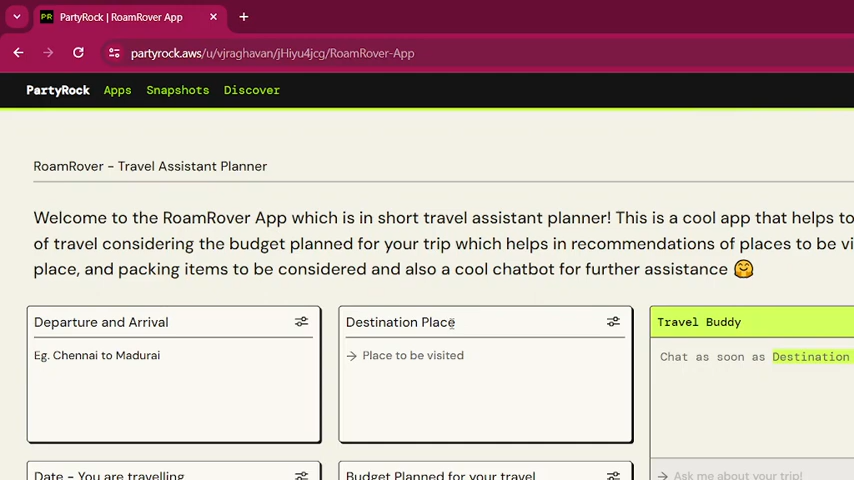 PR PartyRock | RoamRover App
partyrock.aws/u/vjraghavan/jHiyu4jcg/RoamRover-App
PartyRock Apps Snapshots Discover
RoamRover - Travel Assistant Planner
Welcome to the RoamRover App which is in short travel assistant planner! This is a cool app that helps to
of travel considering the budget planned for your trip which helps in recommendations of places to be vi
place, and packing items to be considered and also a cool chatbot for further assistance 🤗
Departure and Arrival
Eg. Chennai to Madurai
Destination Place
→ Place to be visited
Travel Buddy
Chat as soon as Destination
→ Ask me about your trip!
Date - You are travelling
Budget Planned for your travel